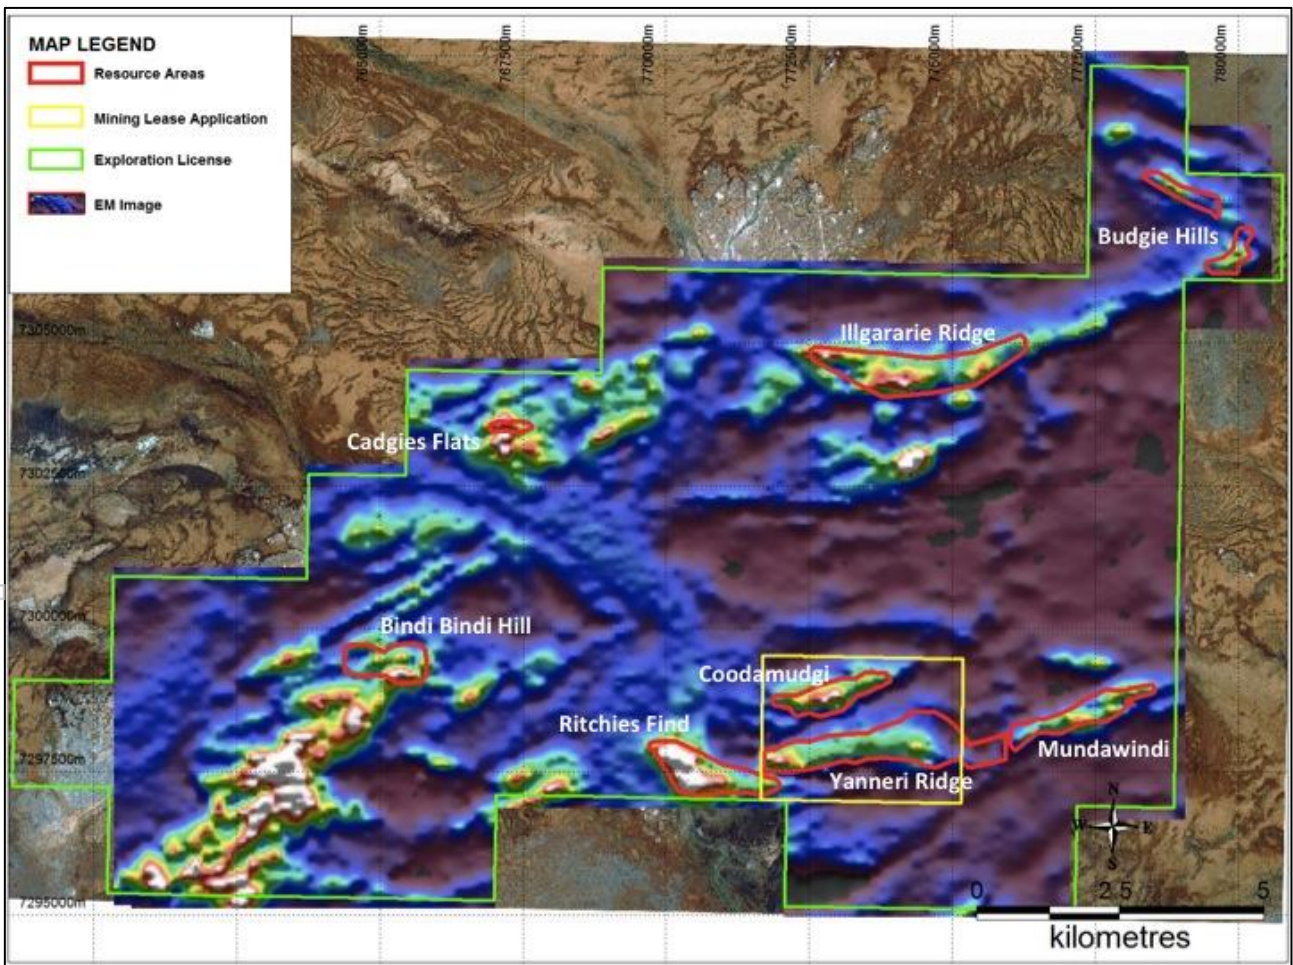 MAP LEGEND
Resource Areas
Mining Lease Application
Exploration License
EM Image
765000m
767500m
770000m
772500m
775000m
777500m
780000m
Budgie Hills
7305000m
Illgararie Ridge
Cadgies Flats
7302500m
7300000m
Bindi Bindi Hill
Coodamudgi
Ritchies Find
7297500m
Mundawindi
Yanneri Ridge
N
W
E
S
7295000m
0
2.5
5
kilometres